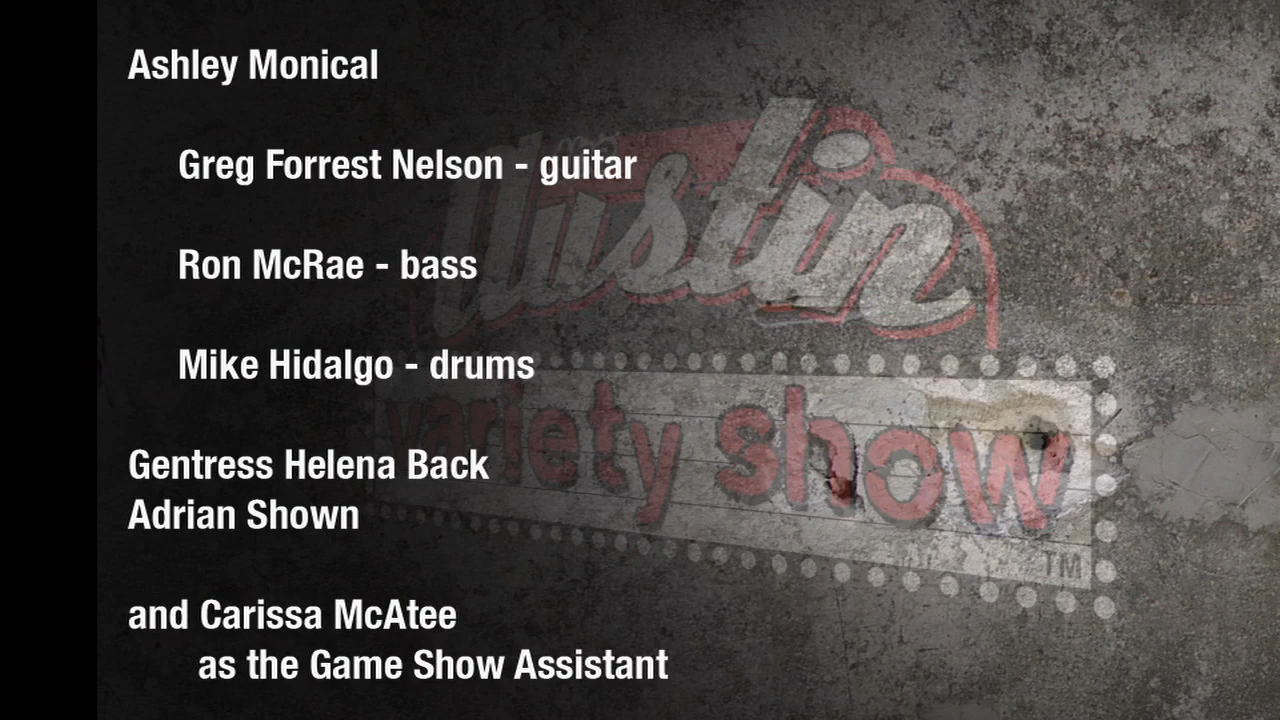 Ashley Monical
Greg Forrest Nelson - guitar
Ron McRae - bass
Mike Hidalgo - drums
Gentress Helena Back
Adrian Shown
and Carissa McAtee
as the Game Show Assistant
Austin
variety show
TM